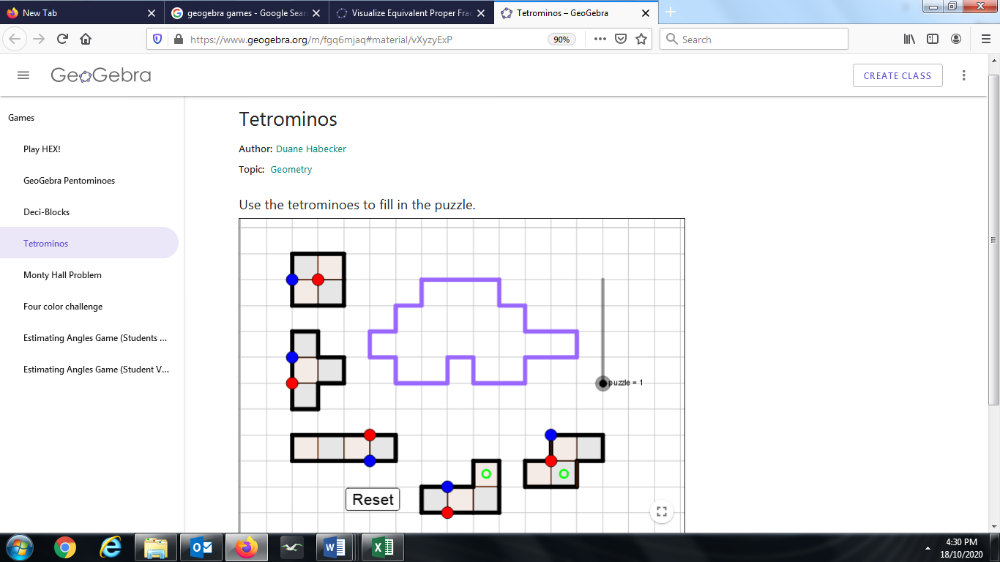 New Tab
geogebra games - Google Sear
Visualize Equivalent Proper Frac
Tetrominos – GeoGebra
https://www.geogebra.org/m/fgq6mjaq#material/vXyzyExP
90%
Search
GeoGebra
CREATE CLASS
Games
Play HEX!
GeoGebra Pentominoes
Deci-Blocks
Tetrominos
Monty Hall Problem
Four color challenge
Estimating Angles Game (Students ...
Estimating Angles Game (Student V...
Tetrominos
Author: Duane Habecker
Topic: Geometry
Use the tetrominoes to fill in the puzzle.
puzzle = 1
Reset
4:30 PM
18/10/2020